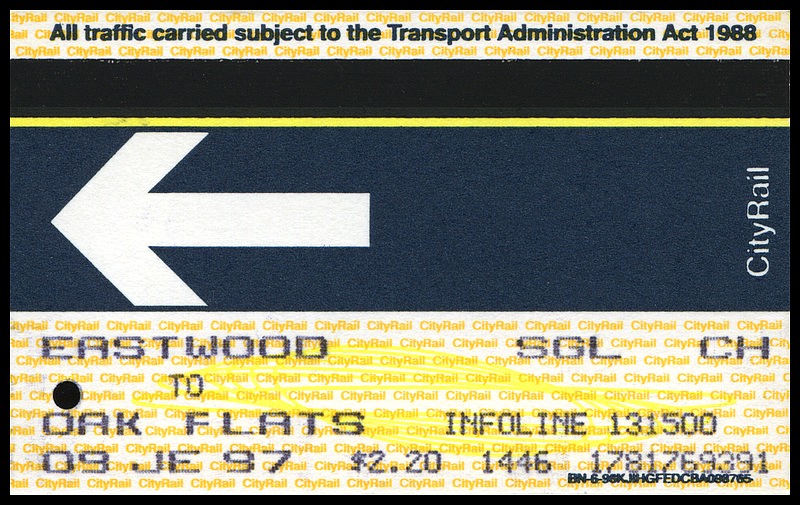 All traffic carried subject to the Transport Administration Act 1988
CityRail
EASTWOOD SGL CH
TO
OAK FLATS INFOLINE 131500
09 JE 97 $2.20 1446